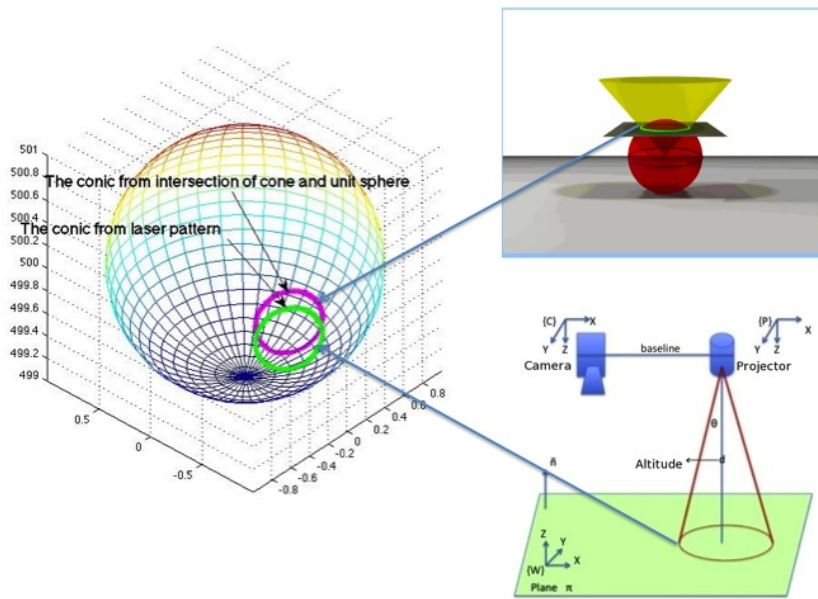 501
500.8
500.6
500.4
500.2
500
499.8
499.6
499.4
499.2
499
The conic from intersection of cone and unit sphere
The conic from laser pattern
0.5
0
-0.5
-0.8
-0.6
-0.4
-0.2
0
0.2
0.4
0.6
0.8
{C}
X
Y
Z
Camera
baseline
{P}
X
Y
Z
Projector
θ
Altitude
d
ñ
Z
Y
X
{W}
Plane π